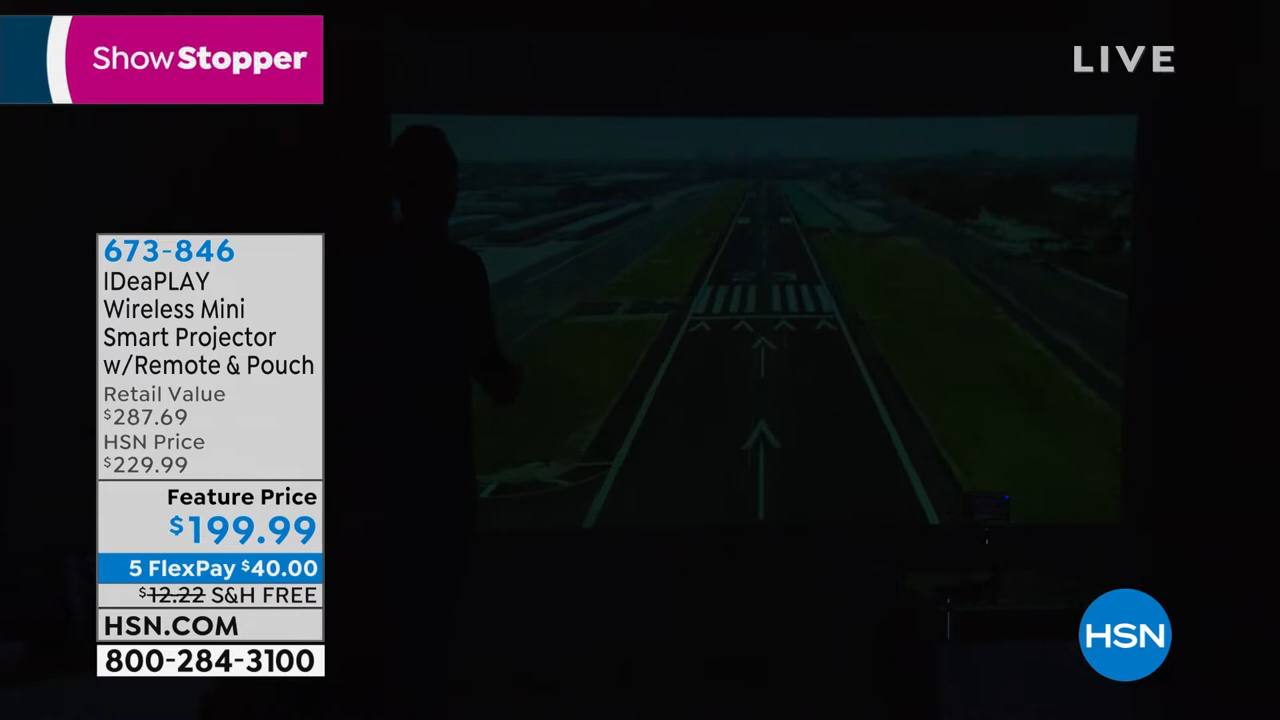 ShowStopper
LIVE
673-846
IDeaPLAY
Wireless Mini
Smart Projector
w/Remote & Pouch
Retail Value
$287.69
HSN Price
$229.99
Feature Price
$199.99
5 FlexPay $40.00
$12.22 S&H FREE
HSN.COM
800-284-3100
HSN